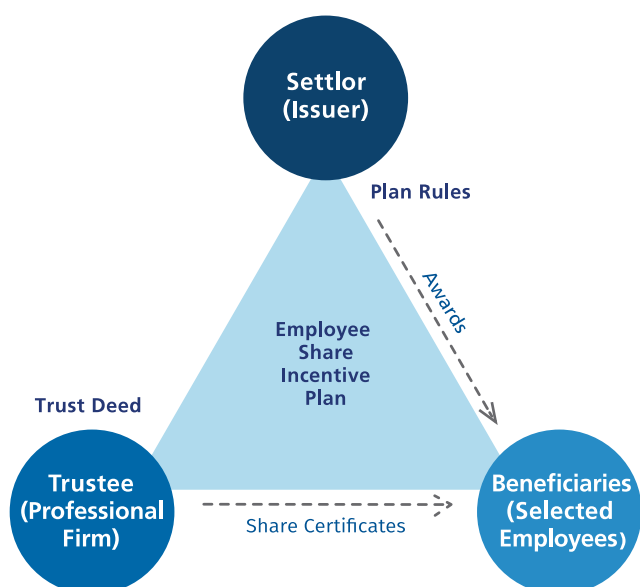 Settlor
(Issuer)
Plan Rules
Awards
Employee
Share
Incentive
Plan
Trust Deed
Trustee
(Professional
Firm)
Share Certificates
Beneficiaries
(Selected
Employees)